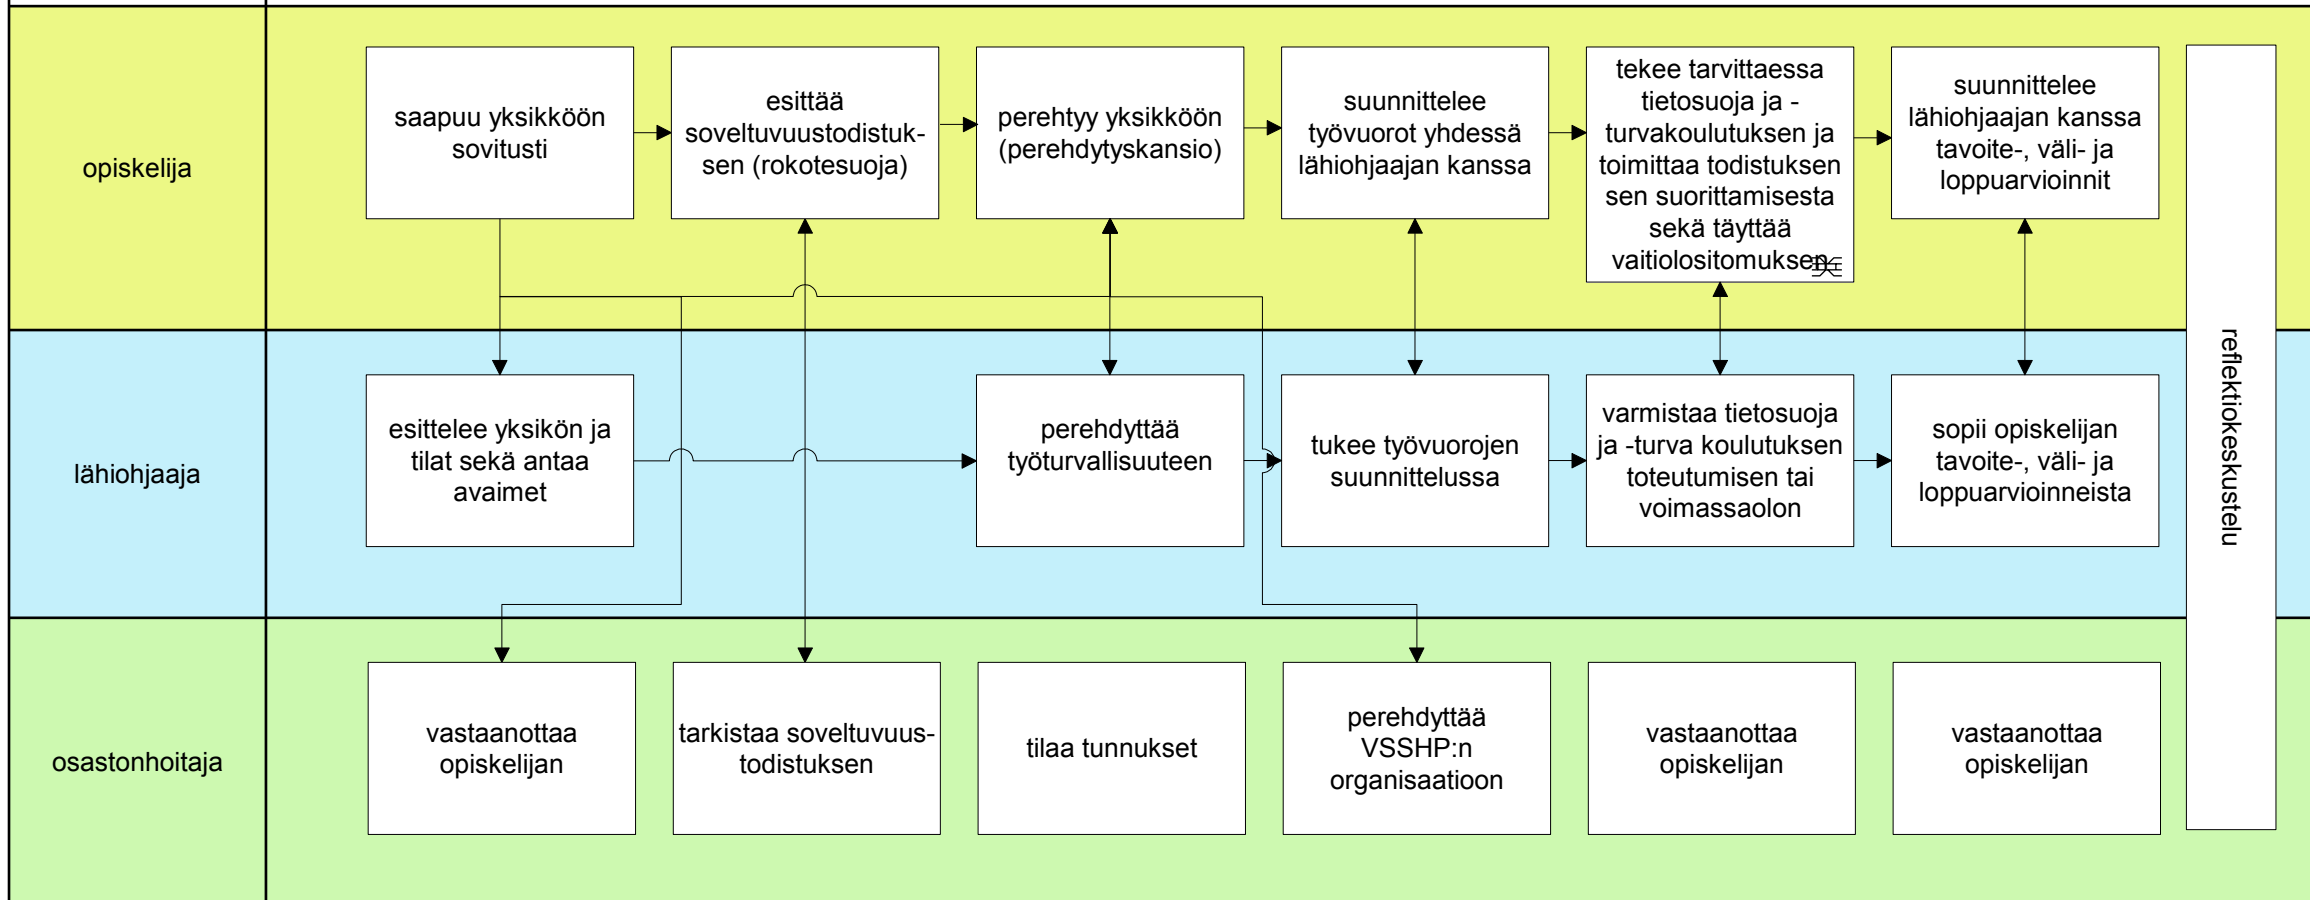 opiskelija
saapuu yksikköön
sovitusti
esittää
soveltuvuustodistuk-
sen (rokotesuoja)
perehtyy yksikköön
(perehdytyskansio)
suunnittelee
työvuorot yhdessä
lähiohjaajan kanssa
tekee tarvittaessa
tietosuoja ja -
turvakoulutuksen ja
toimittaa todistuksen
sen suorittamisesta
sekä täyttää
vaitiolositomuksen
suunnittelee
lähiohjaajan kanssa
tavoite-, väli- ja
loppuarvioinnit
reflektiokeskustelu
lähiohjaaja
esittelee yksikön ja
tilat sekä antaa
avaimet
perehdyttää
työturvallisuuteen
tukee työvuorojen
suunnittelussa
varmistaa tietosuoja
ja -turva koulutuksen
toteutumisen tai
voimassaolon
sopii opiskelijan
tavoite-, väli- ja
loppuarvioinneista
osastonhoitaja
vastaanottaa
opiskelijan
tarkistaa soveltuvuus-
todistuksen
tilaa tunnukset
perehdyttää
VSSHP:n
organisaatioon
vastaanottaa
opiskelijan
vastaanottaa
opiskelijan